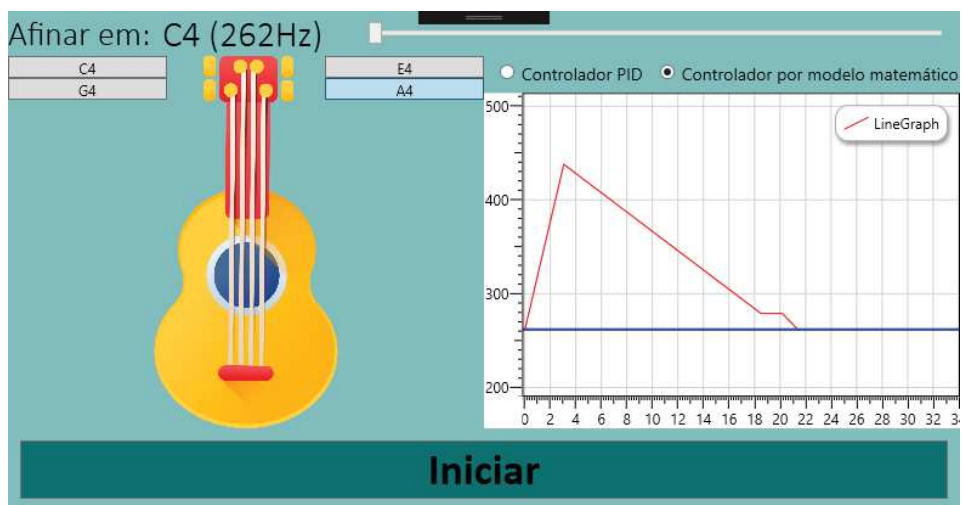 Afinar em: C4 (262Hz)
C4
E4
G4
A4
Controlador PID
Controlador por modelo matemático
LineGraph
500
400
300
200
0 2 4 6 8 10 12 14 16 18 20 22 24 26 28 30 32 34
Iniciar